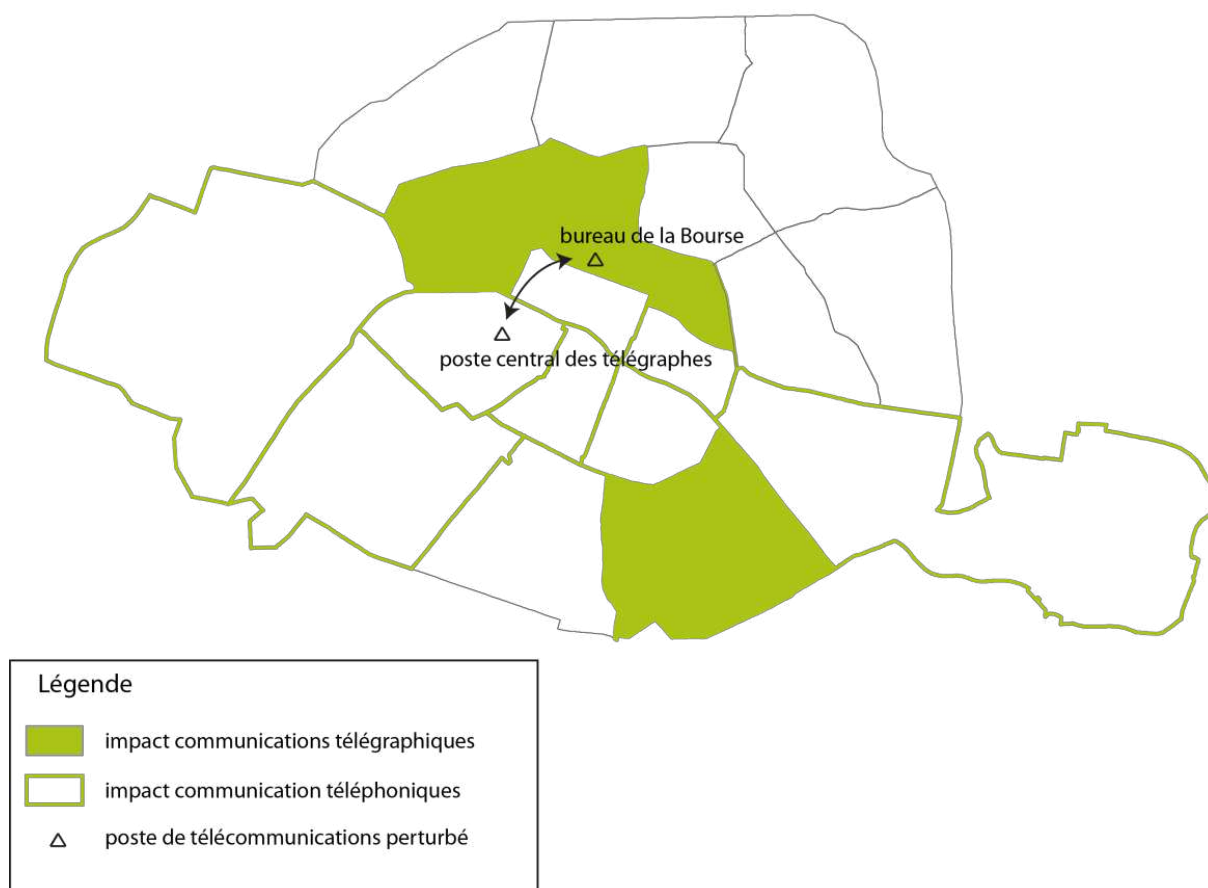 bureau de la Bourse
poste central des télégraphes
Légende
impact communications télégraphiques
impact communication téléphoniques
poste de télécommunications perturbé